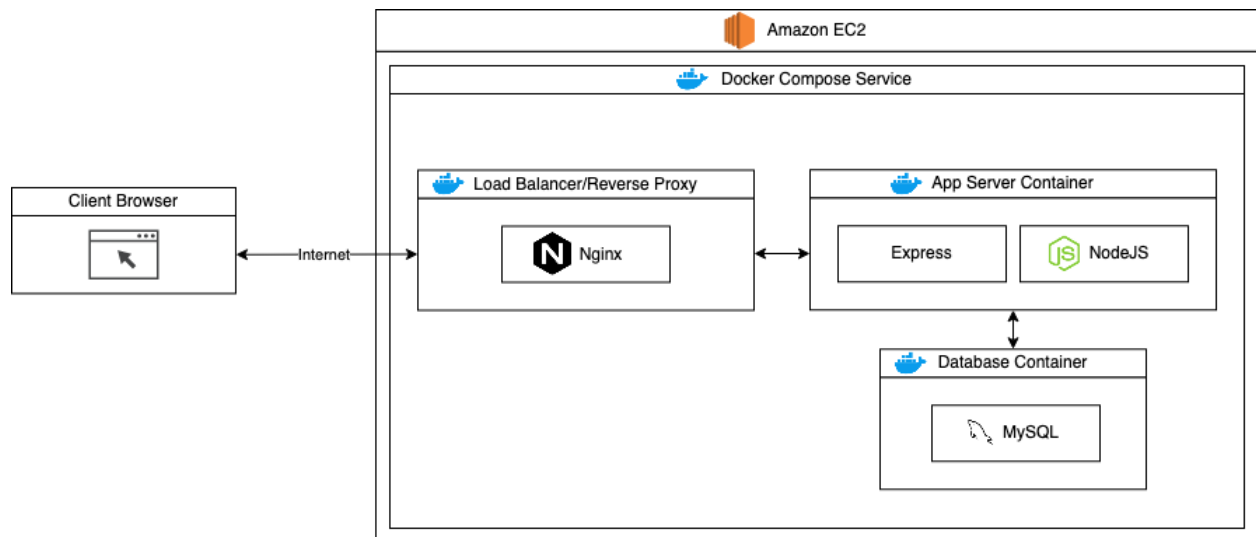 Amazon EC2
Docker Compose Service
Load Balancer/Reverse Proxy
App Server Container
Client Browser
Internet
Nginx
Express
JS NodeJS
Database Container
MySQL